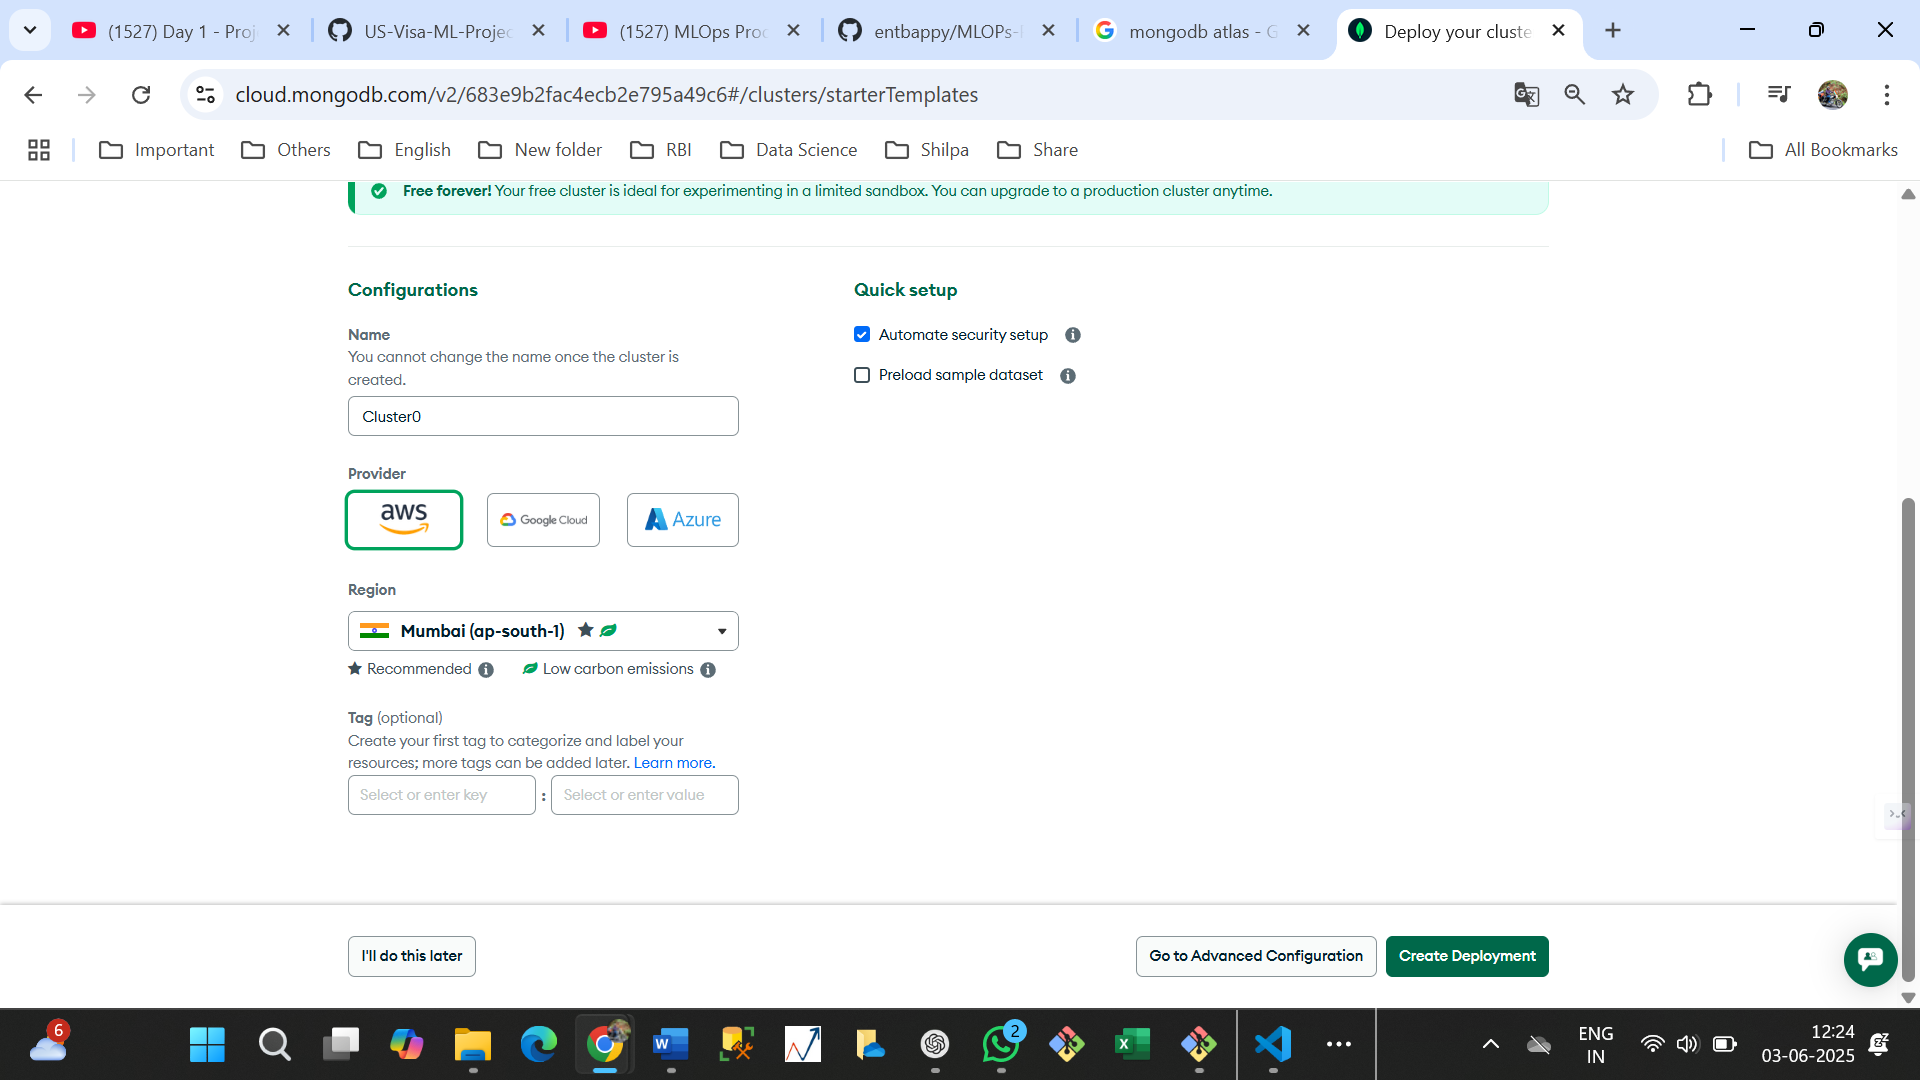 (1527) Day 1 - Proj
US-Visa-ML-Projec
(1527) MLOps Proc
entbappy/MLOPs-
mongodb atlas - G
Deploy your cluste
cloud.mongodb.com/v2/683e9b2fac4ecb2e795a49c6#/clusters/starterTemplates
Important
Others
English
New folder
RBI
Data Science
Shilpa
Share
All Bookmarks
Free forever! Your free cluster is ideal for experimenting in a limited sandbox. You can upgrade to a production cluster anytime.
Configurations
Name
You cannot change the name once the cluster is
created.
Cluster0
Provider
aws
Google Cloud
Azure
Region
Mumbai (ap-south-1)
Recommended
Low carbon emissions
Tag (optional)
Create your first tag to categorize and label your
resources; more tags can be added later. Learn more.
Select or enter key : Select or enter value
Quick setup
Automate security setup
Preload sample dataset
I'll do this later
Go to Advanced Configuration
Create Deployment
6
2
ENG
IN
12:24
03-06-2025